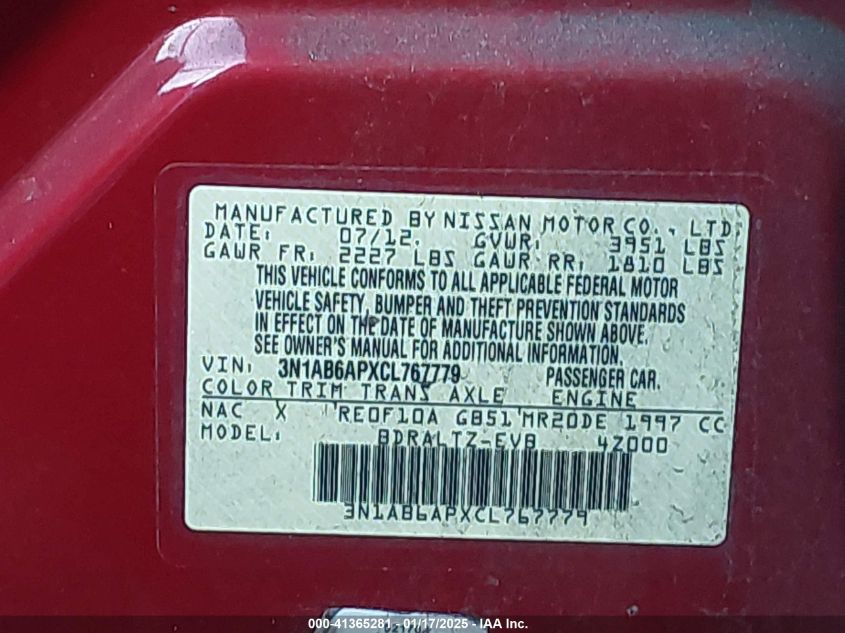 MANUFACTURED BY NISSAN MOTOR CO., LTD
DATE: 07/12. GVWR: 3951 LBS
GAWR FR: 2227 LBS GAWR RR: 1810 LBS
THIS VEHICLE CONFORMS TO ALL APPLICABLE FEDERAL MOTOR
VEHICLE SAFETY, BUMPER AND THEFT PREVENTION STANDARDS
IN EFFECT ON THE DATE OF MANUFACTURE SHOWN ABOVE.
SEE OWNER'S MANUAL FOR ADDITIONAL INFORMATION.
VIN: 3N1AB6APXCL767779 PASSENGER CAR.
COLOR TRIM TRANS AXLE ENGINE
NAC X RE0F10A GB51 MR20DE 1997 CC
MODEL: BDRALTZ-EVB 4Z000
3N1AB6APXCL767779
000-41365281 - 01/17/2025 - IAA Inc.